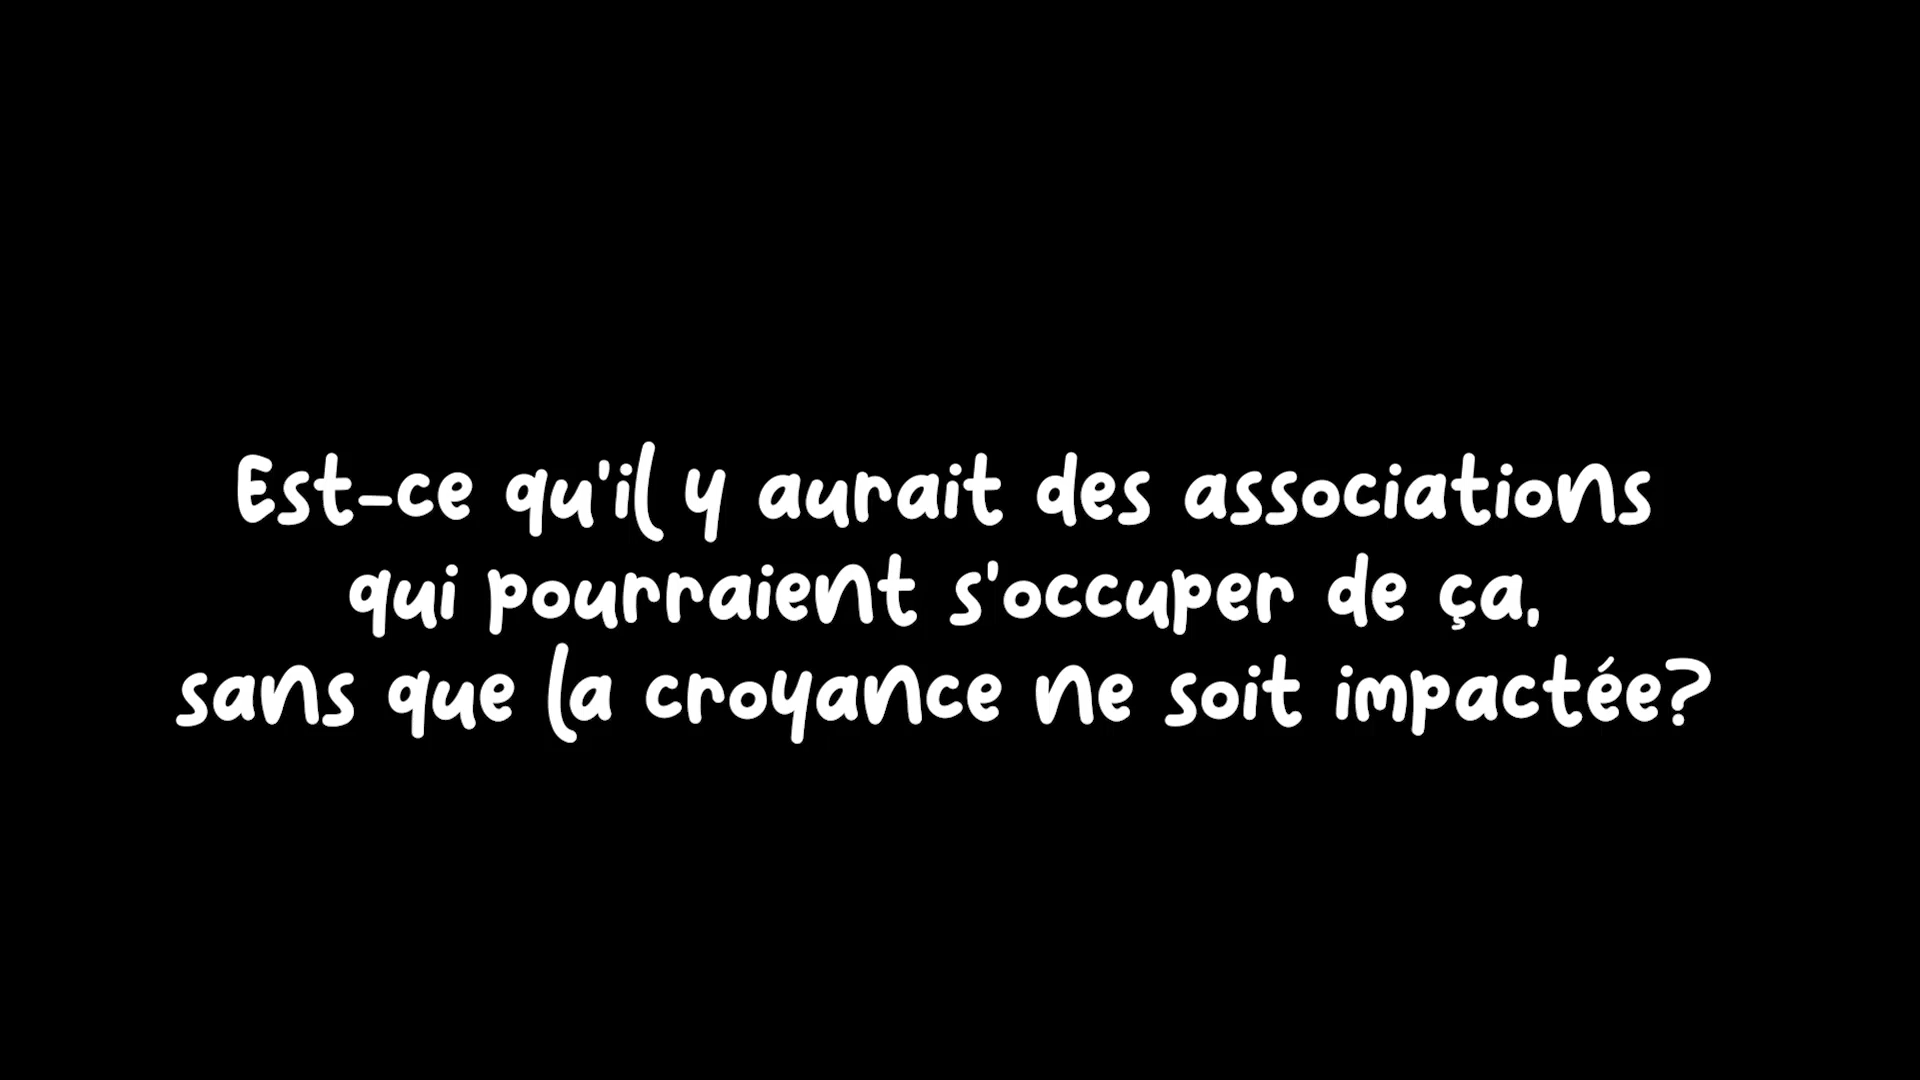 Est-ce qu'il y aurait des associations
qui pourraient s'occuper de ça,
sans que la croyance ne soit impactée?